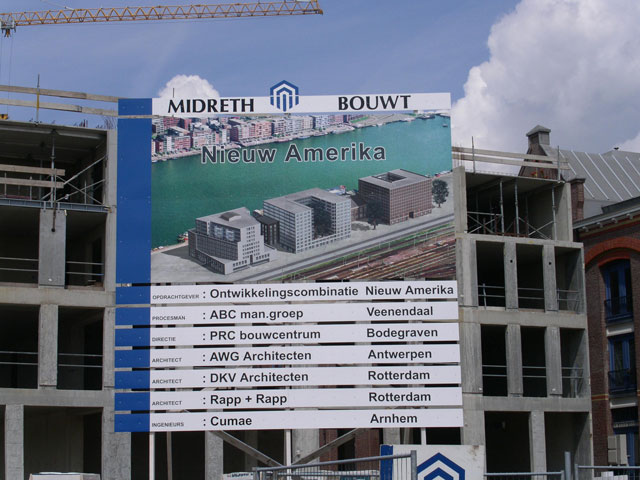 MIDRETH BOUWT
Nieuw Amerika
OPDRACHTGEVER : Ontwikkelingscombinatie Nieuw Amerika
PROCESMAN : ABC man.groep Veenendaal
DIRECTIE : PRC bouwcentrum Bodegraven
ARCHITECT : AWG Architecten Antwerpen
ARCHITECT : DKV Architecten Rotterdam
ARCHITECT : Rapp + Rapp Rotterdam
INGENIEURS : Cumae Arnhem